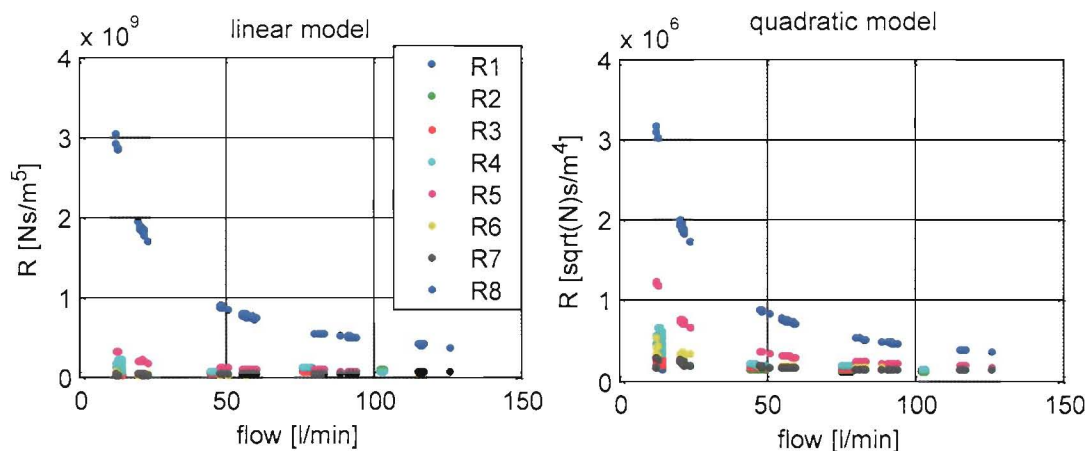 linear model
x 10^9
R [Ns/m^5]
4
3
2
1
0
0
50
100
150
flow [l/min]
R1
R2
R3
R4
R5
R6
R7
R8
quadratic model
x 10^6
R [sqrt(N)s/m^4]
4
3
2
1
0
0
50
100
150
flow [l/min]